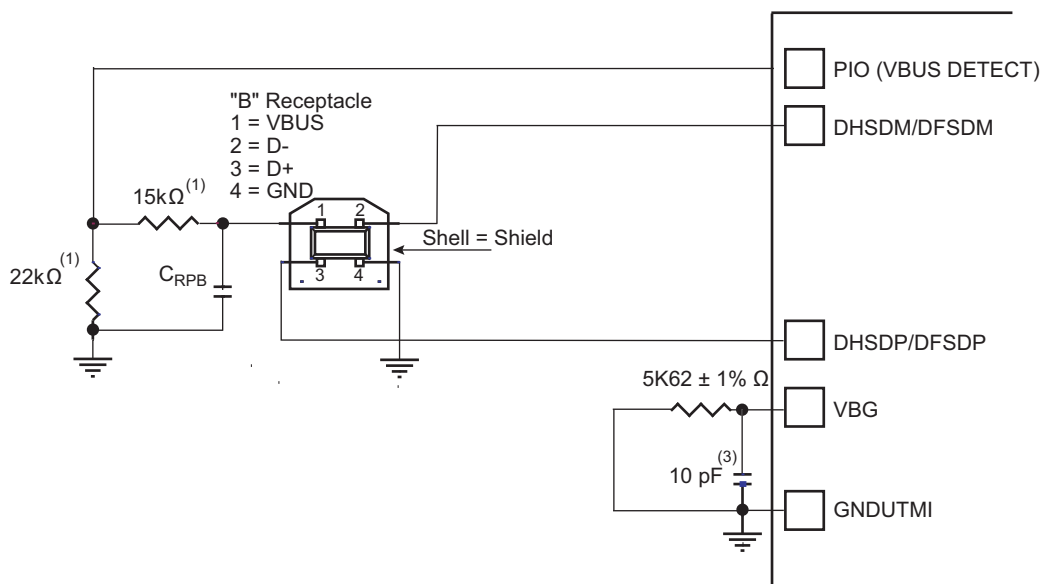 PIO (VBUS DETECT)
"B" Receptacle
1 = VBUS
2 = D-
3 = D+
4 = GND
DHSDM/DFSDM
15kΩ(1)
1 2
Shell = Shield
22kΩ(1)
CRPB
3 4
DHSDP/DFSDP
5K62 ± 1% Ω
VBG
10 pF(3)
GNDUTMI